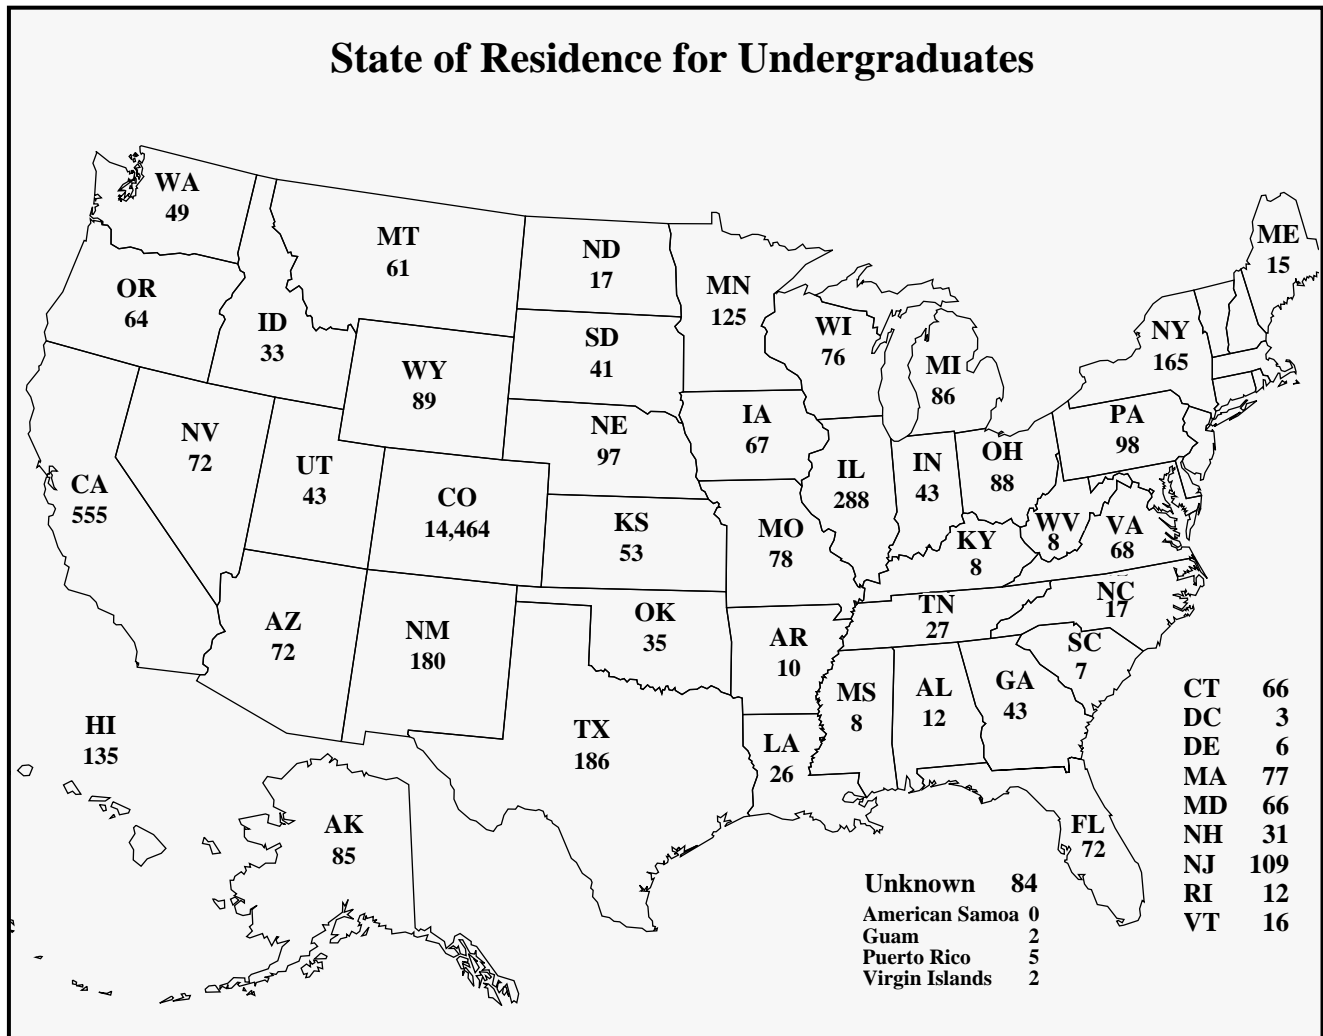 State of Residence for Undergraduates
WA
49
MT
61
ND
17
MN
125
ME
15
OR
64
ID
33
SD
41
WI
76
NY
165
WY
89
MI
86
NE
97
IA
67
PA
98
NV
72
UT
43
CO
14,464
IL
288
IN
43
OH
88
CA
555
KS
53
MO
78
WV
8
VA
68
KY
8
AZ
72
NM
180
OK
35
AR
10
TN
27
NC
17
SC
7
MS
8
AL
12
GA
43
HI
135
TX
186
LA
26
AK
85
FL
72
CT 66
DC 3
DE 6
MA 77
MD 66
NH 31
NJ 109
RI 12
VT 16
Unknown 84
American Samoa 0
Guam 2
Puerto Rico 5
Virgin Islands 2